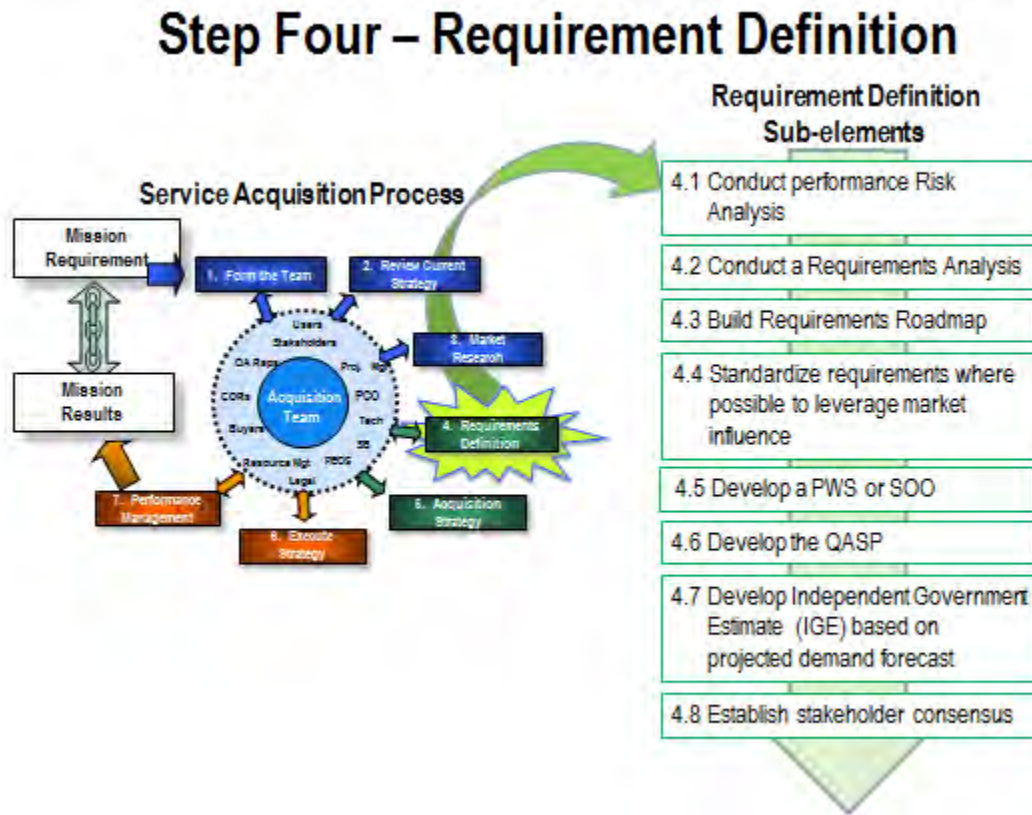 Step Four – Requirement Definition
Requirement Definition
Sub-elements
Service Acquisition Process
Mission
Requirement
Mission
Results
1. Form the Team
2. Review Current
Strategy
3. Market
Research
4. Requirements
Definition
5. Acquisition
Strategy
6. Execute
Strategy
7. Performance
Management
Users
Stakeholders
QA Reps
Proj. Mgr
CORs
PCO
Acquisition
Team
Tech
Buyers
SB
Resource Mgt
Legal
4.1 Conduct performance Risk
Analysis
4.2 Conduct a Requirements Analysis
4.3 Build Requirements Roadmap
4.4 Standardize requirements where
possible to leverage market
influence
4.5 Develop a PWS or SOO
4.6 Develop the QASP
4.7 Develop Independent Government
Estimate (IGE) based on
projected demand forecast
4.8 Establish stakeholder consensus